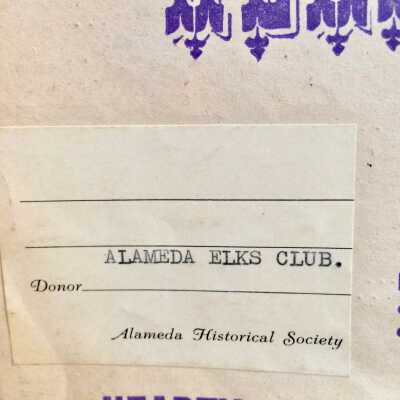 ALAMEDA ELKS CLUB.
Donor
Alameda Historical Society